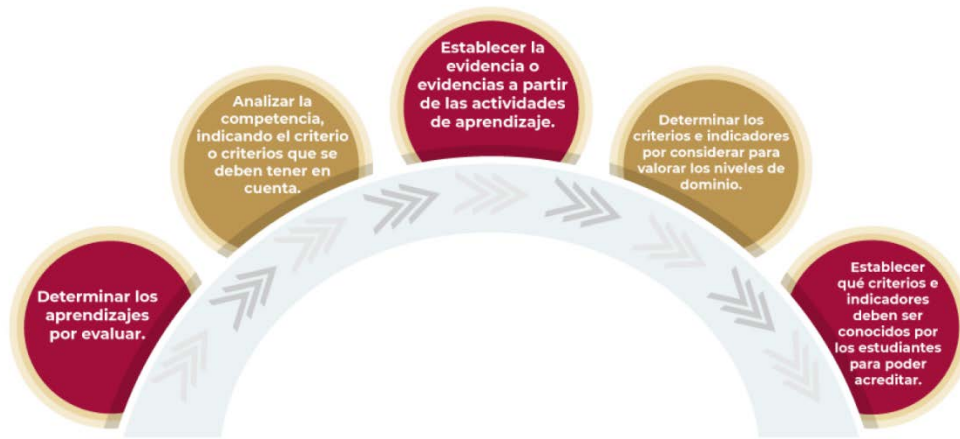 Determinar los
aprendizajes
por evaluar.
Analizar la
competencia,
indicando el criterio
o criterios que se
deben tener en
cuenta.
Establecer la
evidencia o
evidencias a partir
de las actividades
de aprendizaje.
Determinar los
criterios e indicadores
por considerar para
valorar los niveles de
dominio.
Establecer
qué criterios e
indicadores
deben ser
conocidos por
los estudiantes
para poder
acreditar.